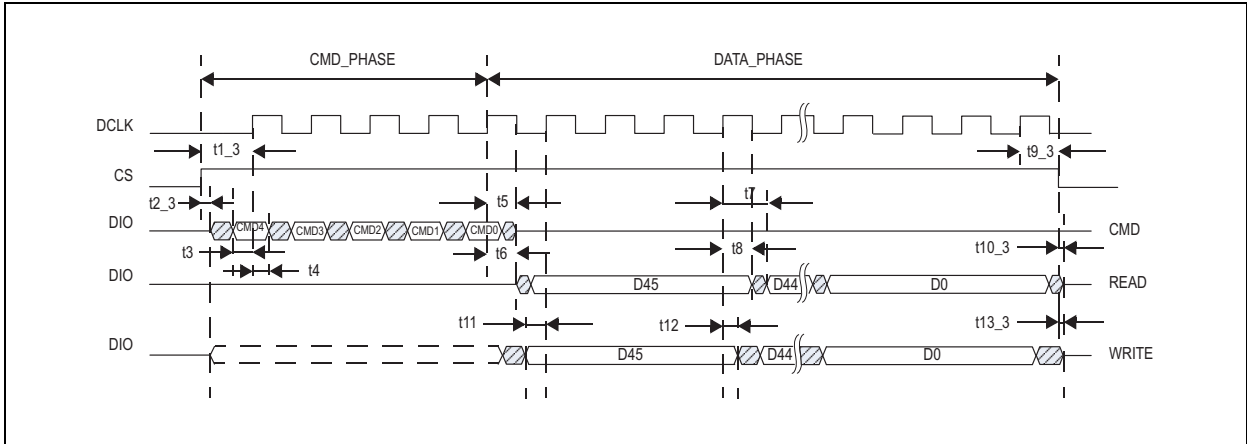 CMD_PHASE DATA_PHASE
DCLK
t1_3 t9_3
CS
t2_3 t5 t7
DIO CMD4 CMD3 CMD2 CMD1 CMD0 CMD
t3 t6 t8 t10_3
t4
DIO D45 D44 D0 READ
t11 t12 t13_3
DIO D45 D44 D0 WRITE